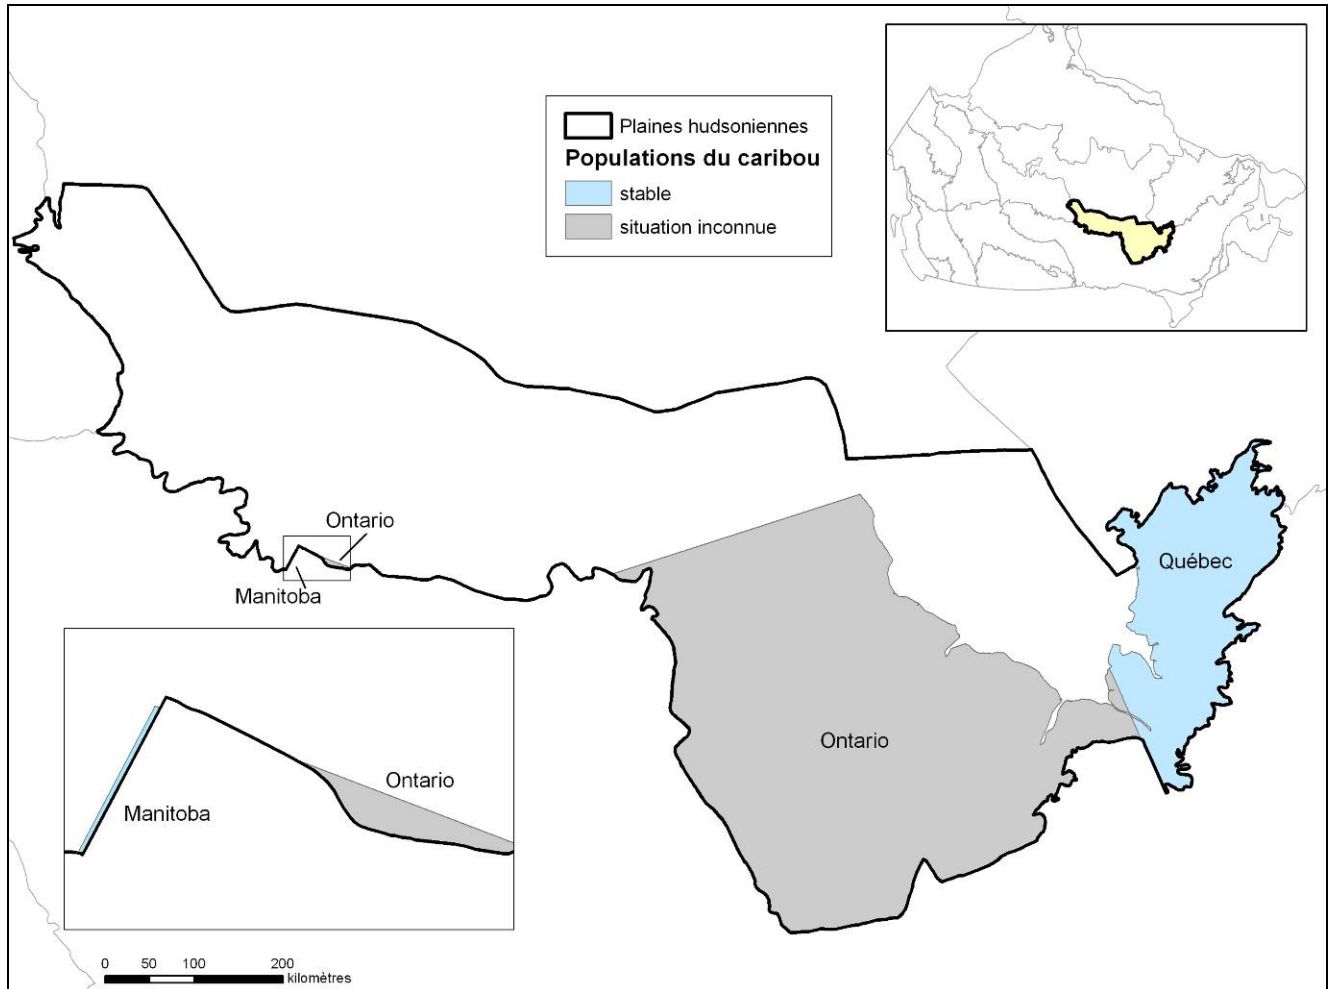 Plaines hudsoniennes
Populations du caribou
stable
situation inconnue
Ontario
Manitoba
Québec
Ontario
Ontario
Manitoba
0 50 100 200
kilomètres